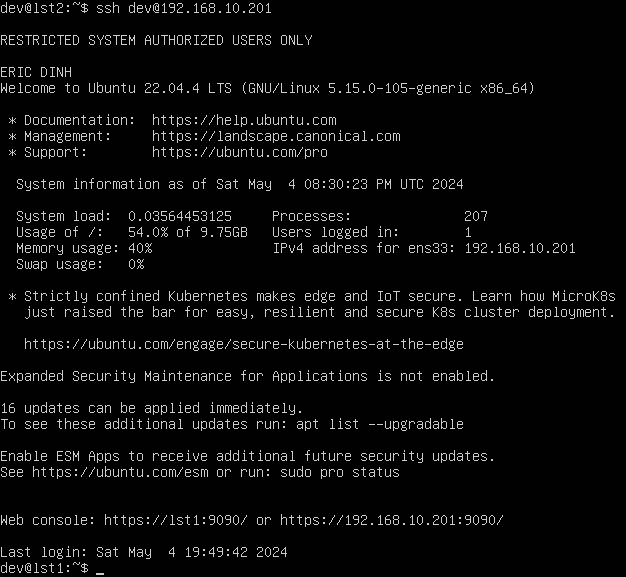 dev@lst2:~$ ssh dev@192.168.10.201
RESTRICTED SYSTEM AUTHORIZED USERS ONLY
ERIC DINH
Welcome to Ubuntu 22.04.4 LTS (GNU/Linux 5.15.0-105-generic x86_64)
* Documentation:  https://help.ubuntu.com
* Management:     https://landscape.canonical.com
* Support:        https://ubuntu.com/pro
System information as of Sat May  4 08:30:23 PM UTC 2024
System load:  0.03564453125     Processes:              207
Usage of /:   54.0% of 9.75GB   Users logged in:        1
Memory usage: 40%               IPv4 address for ens33: 192.168.10.201
Swap usage:   0%
* Strictly confined Kubernetes makes edge and IoT secure. Learn how MicroK8s
just raised the bar for easy, resilient and secure K8s cluster deployment.
https://ubuntu.com/engage/secure-kubernetes-at-the-edge
Expanded Security Maintenance for Applications is not enabled.
16 updates can be applied immediately.
To see these additional updates run: apt list --upgradable
Enable ESM Apps to receive additional future security updates.
See https://ubuntu.com/esm or run: sudo pro status
Web console: https://lst1:9090/ or https://192.168.10.201:9090/
Last login: Sat May  4 19:49:42 2024
dev@lst1:~$ _